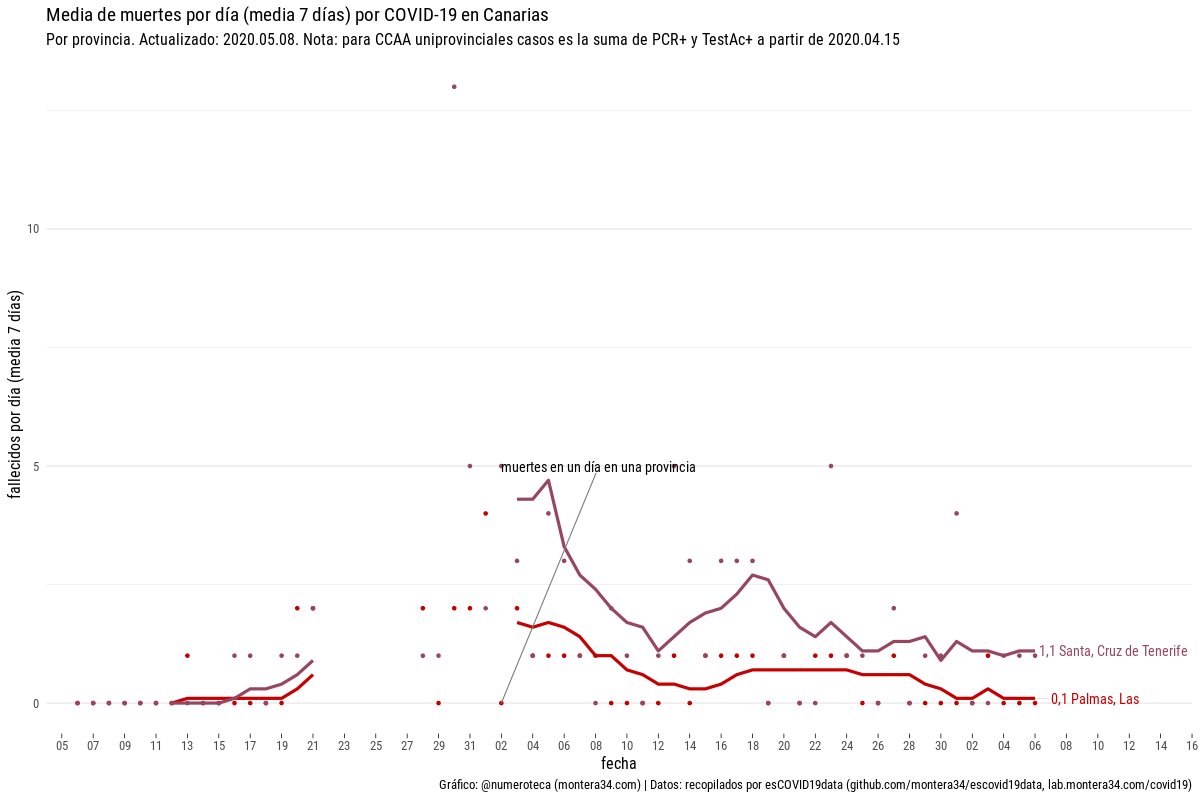 Media de muertes por día (media 7 días) por COVID-19 en Canarias
Por provincia. Actualizado: 2020.05.08. Nota: para CCAA uniprovinciales casos es la suma de PCR+ y TestAc+ a partir de 2020.04.15
fallecidos por día (media 7 días)
10
5
0
muertes en un día en una provincia
1,1 Santa, Cruz de Tenerife
0,1 Palmas, Las
05 07 09 11 13 15 17 19 21 23 25 27 29 31 02 04 06 08 10 12 14 16 18 20 22 24 26 28 30 02 04 06 08 10 12 14 16
fecha
Gráfico: @numeroteca (montera34.com) | Datos: recopilados por esCOVID19data (github.com/montera34/escovid19data, lab.montera34.com/covid19)